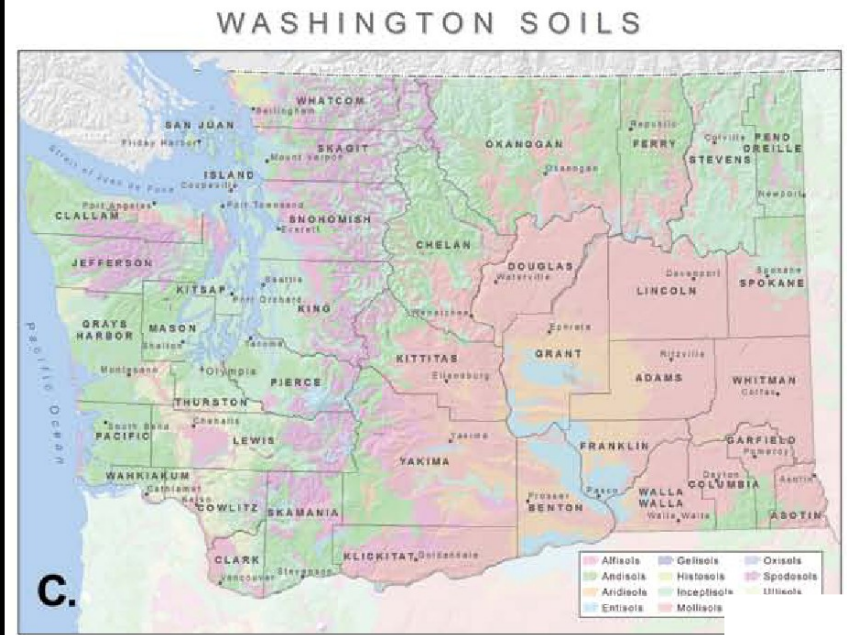 WASHINGTON SOILS
WHATCOM
Bellingham
SAN JUAN
Friday Harbor
SKAGIT
Mount Vernon
OKANOGAN
Republic
FERRY
Colville
PEND
OREILLE
STEVENS
Okanogan
Newport
Strait of Juan de Fuca
ISLAND
Coupeville
Port Angeles
Port Townsend
CLALLAM
SNOHOMISH
Everett
CHELAN
JEFFERSON
DOUGLAS
Waterville
Davenport
LINCOLN
Spokane
SPOKANE
KITSAP
Seattle
Port Orchard
KING
Wenatchee
Ephrata
GRAYS
HARBOR
MASON
Shelton
Tacoma
KITTITAS
Ellensburg
GRANT
Ritzville
ADAMS
WHITMAN
Colfax
Montesano
Olympia
PIERCE
THURSTON
Pacific Ocean
South Bend
PACIFIC
Chehalis
LEWIS
Yakima
YAKIMA
FRANKLIN
GARFIELD
Pomeroy
WAHKIAKUM
Cathlamet
Kelso
COWLITZ
SKAMANIA
Prosser
BENTON
Pasco
WALLA
WALLA
Walla Walla
Dayton
COLUMBIA
Asotin
ASOTIN
CLARK
Vancouver
Stevenson
KLICKITAT
Goldendale
C.
Alfisols
Gelisols
Oxisols
Andisols
Histosols
Spodosols
Aridisols
Inceptisols
Ultisols
Entisols
Mollisols